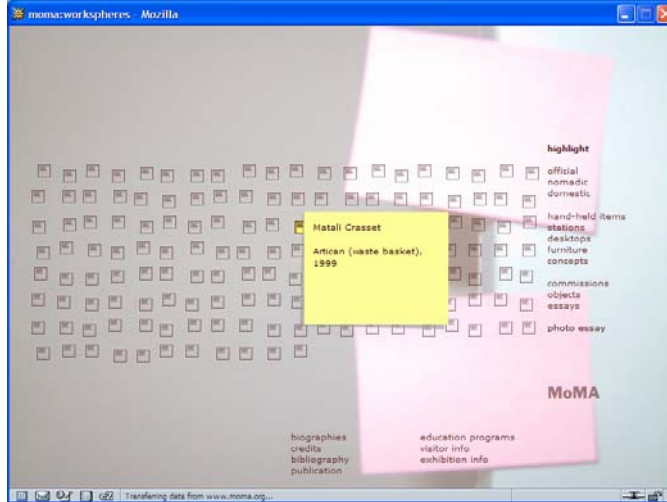 moma:workspheres - Mozilla
highlight
official
nomadic
domestic
hand-held items
stations
desktops
furniture
concepts
commissions
objects
essays
photo essay
Matali Crasset
Artican (waste basket),
1999
MoMA
biographies
credits
bibliography
publication
education programs
visitor info
exhibition info
Transferring data from www.moma.org...